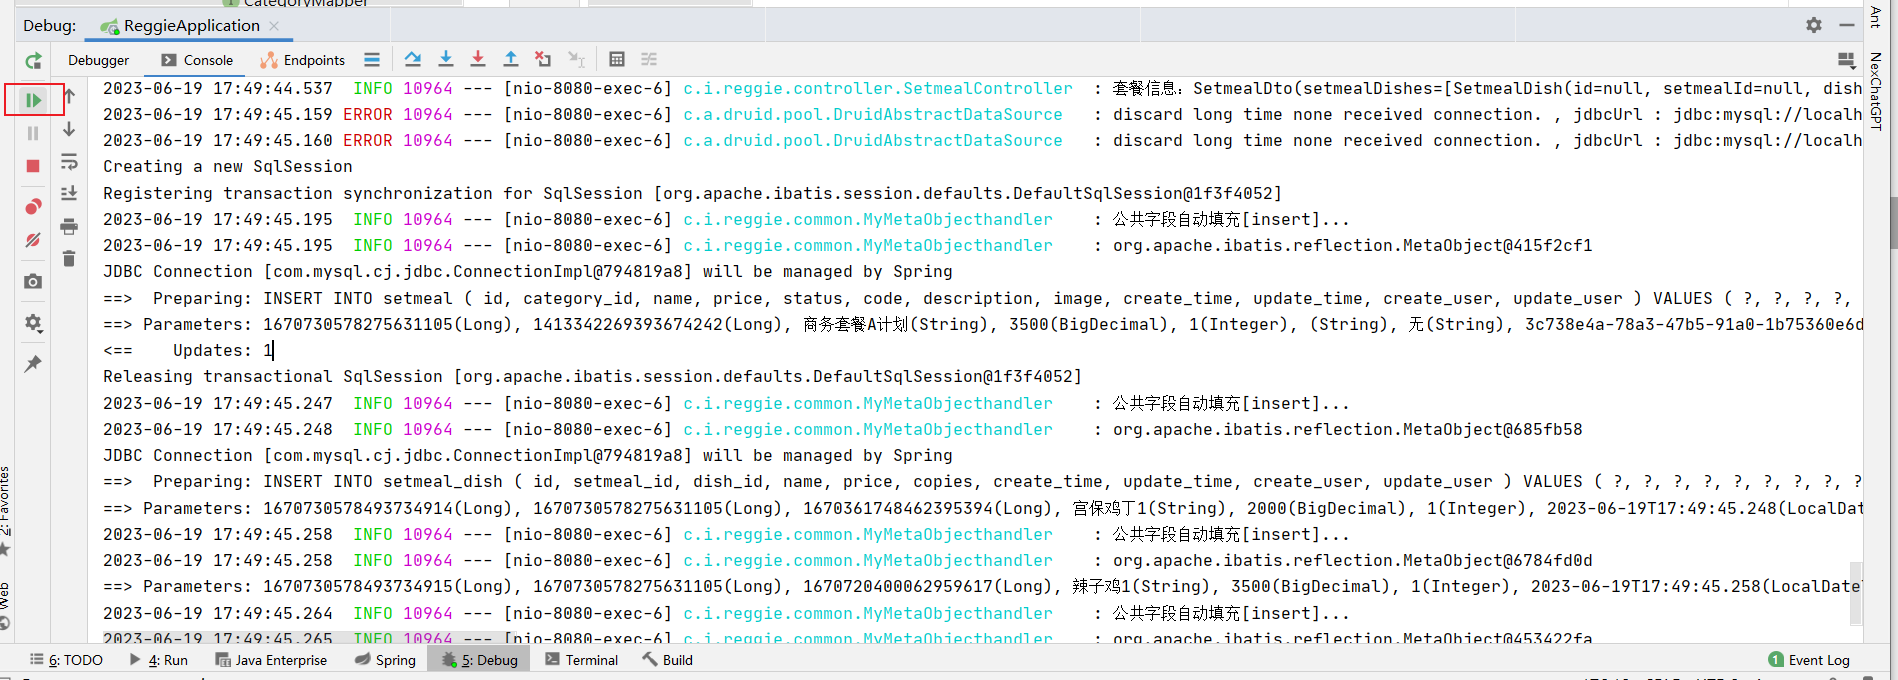 CategoryMapper
Debug: ReggieApplication
Debugger Console Endpoints
2023-06-19 17:49:44.537 INFO 10964 --- [nio-8080-exec-6] c.i.reggie.controller.SetmealController : 套餐信息：SetmealDto(setmealDishes=[SetmealDish(id=null, setmealId=null, dish
2023-06-19 17:49:45.159 ERROR 10964 --- [nio-8080-exec-6] c.a.druid.pool.DruidAbstractDataSource : discard long time none received connection. , jdbcUrl : jdbc:mysql://localh
2023-06-19 17:49:45.160 ERROR 10964 --- [nio-8080-exec-6] c.a.druid.pool.DruidAbstractDataSource : discard long time none received connection. , jdbcUrl : jdbc:mysql://localh
Creating a new SqlSession
Registering transaction synchronization for SqlSession [org.apache.ibatis.session.defaults.DefaultSqlSession@1f3f4052]
2023-06-19 17:49:45.195 INFO 10964 --- [nio-8080-exec-6] c.i.reggie.common.MyMetaObjecthandler : 公共字段自动填充[insert]...
2023-06-19 17:49:45.195 INFO 10964 --- [nio-8080-exec-6] c.i.reggie.common.MyMetaObjecthandler : org.apache.ibatis.reflection.MetaObject@415f2cf1
JDBC Connection [com.mysql.cj.jdbc.ConnectionImpl@794819a8] will be managed by Spring
==> Preparing: INSERT INTO setmeal ( id, category_id, name, price, status, code, description, image, create_time, update_time, create_user, update_user ) VALUES ( ?, ?, ?, ?,
==> Parameters: 1670730578275631105(Long), 1413342269393674242(Long), 商务套餐A计划(String), 3500(BigDecimal), 1(Integer), (String), 无(String), 3c738e4a-78a3-47b5-91a0-1b75360e6d
<== Updates: 1
Releasing transactional SqlSession [org.apache.ibatis.session.defaults.DefaultSqlSession@1f3f4052]
2023-06-19 17:49:45.247 INFO 10964 --- [nio-8080-exec-6] c.i.reggie.common.MyMetaObjecthandler : 公共字段自动填充[insert]...
2023-06-19 17:49:45.248 INFO 10964 --- [nio-8080-exec-6] c.i.reggie.common.MyMetaObjecthandler : org.apache.ibatis.reflection.MetaObject@685fb58
JDBC Connection [com.mysql.cj.jdbc.ConnectionImpl@794819a8] will be managed by Spring
==> Preparing: INSERT INTO setmeal_dish ( id, setmeal_id, dish_id, name, price, copies, create_time, update_time, create_user, update_user ) VALUES ( ?, ?, ?, ?, ?, ?, ?, ?, ?
==> Parameters: 1670730578493734914(Long), 1670730578275631105(Long), 1670361748462395394(Long), 宫保鸡丁1(String), 2000(BigDecimal), 1(Integer), 2023-06-19T17:49:45.248(LocalDat
2023-06-19 17:49:45.258 INFO 10964 --- [nio-8080-exec-6] c.i.reggie.common.MyMetaObjecthandler : 公共字段自动填充[insert]...
2023-06-19 17:49:45.258 INFO 10964 --- [nio-8080-exec-6] c.i.reggie.common.MyMetaObjecthandler : org.apache.ibatis.reflection.MetaObject@6784fd0d
==> Parameters: 1670730578493734915(Long), 1670730578275631105(Long), 1670720400062959617(Long), 辣子鸡1(String), 3500(BigDecimal), 1(Integer), 2023-06-19T17:49:45.258(LocalDate
2023-06-19 17:49:45.264 INFO 10964 --- [nio-8080-exec-6] c.i.reggie.common.MyMetaObjecthandler : 公共字段自动填充[insert]...
2023-06-19 17:49:45.265 INFO 10964 --- [nio-8080-exec-6] c.i.reggie.common.MyMetaObjecthandler : org.apache.ibatis.reflection.MetaObject@453422fa
6: TODO 4: Run Java Enterprise Spring 5: Debug Terminal Build 1 Event Log
Ant
NexChatGPT
2: Favorites
Web